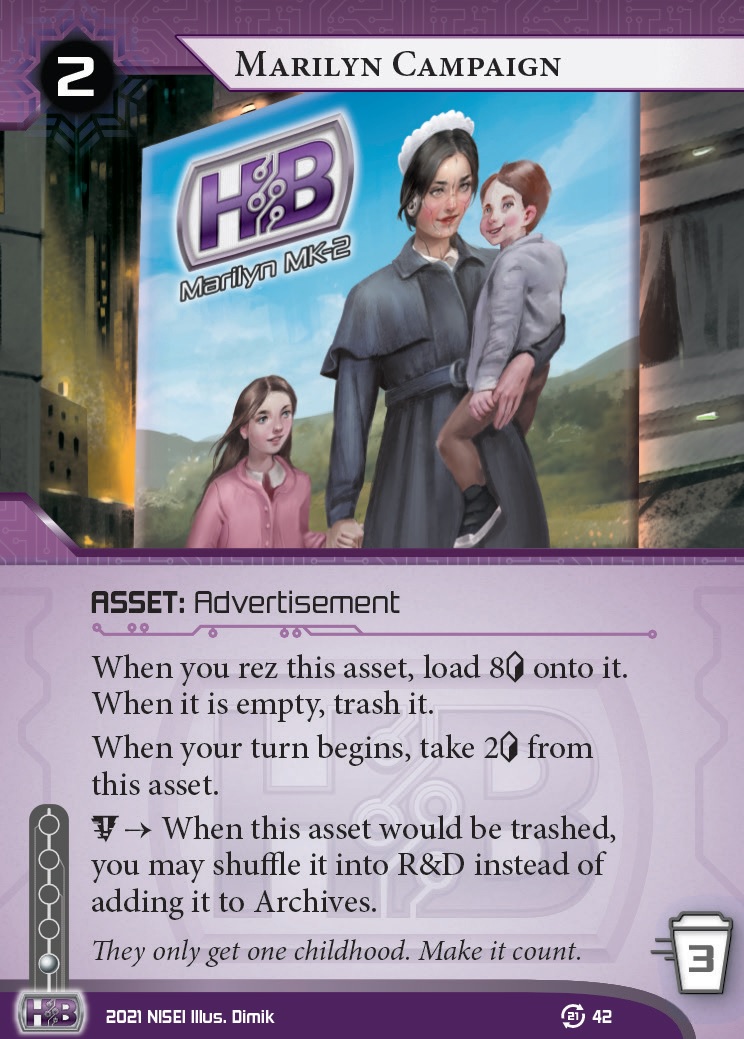 2
Marilyn Campaign
HB
Marilyn MK-2
ASSET: Advertisement
When you rez this asset, load 8 onto it.
When it is empty, trash it.
When your turn begins, take 2 from
this asset.
→ When this asset would be trashed,
you may shuffle it into R&D instead of
adding it to Archives.
They only get one childhood. Make it count.
3
HB
2021 NISEI Illus. Dimik
21 42